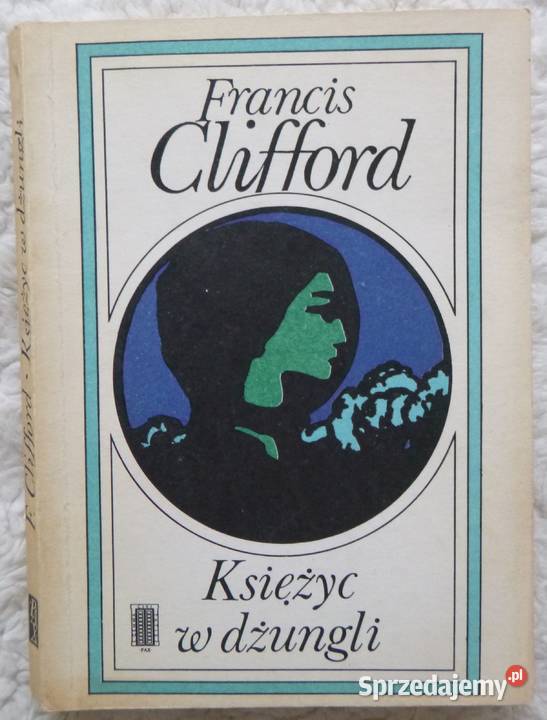 Francis
Clifford
Księżyc
w dżungli
PAX
F. Clifford · Księżyc w dżungli
Sprzedajemy.pl